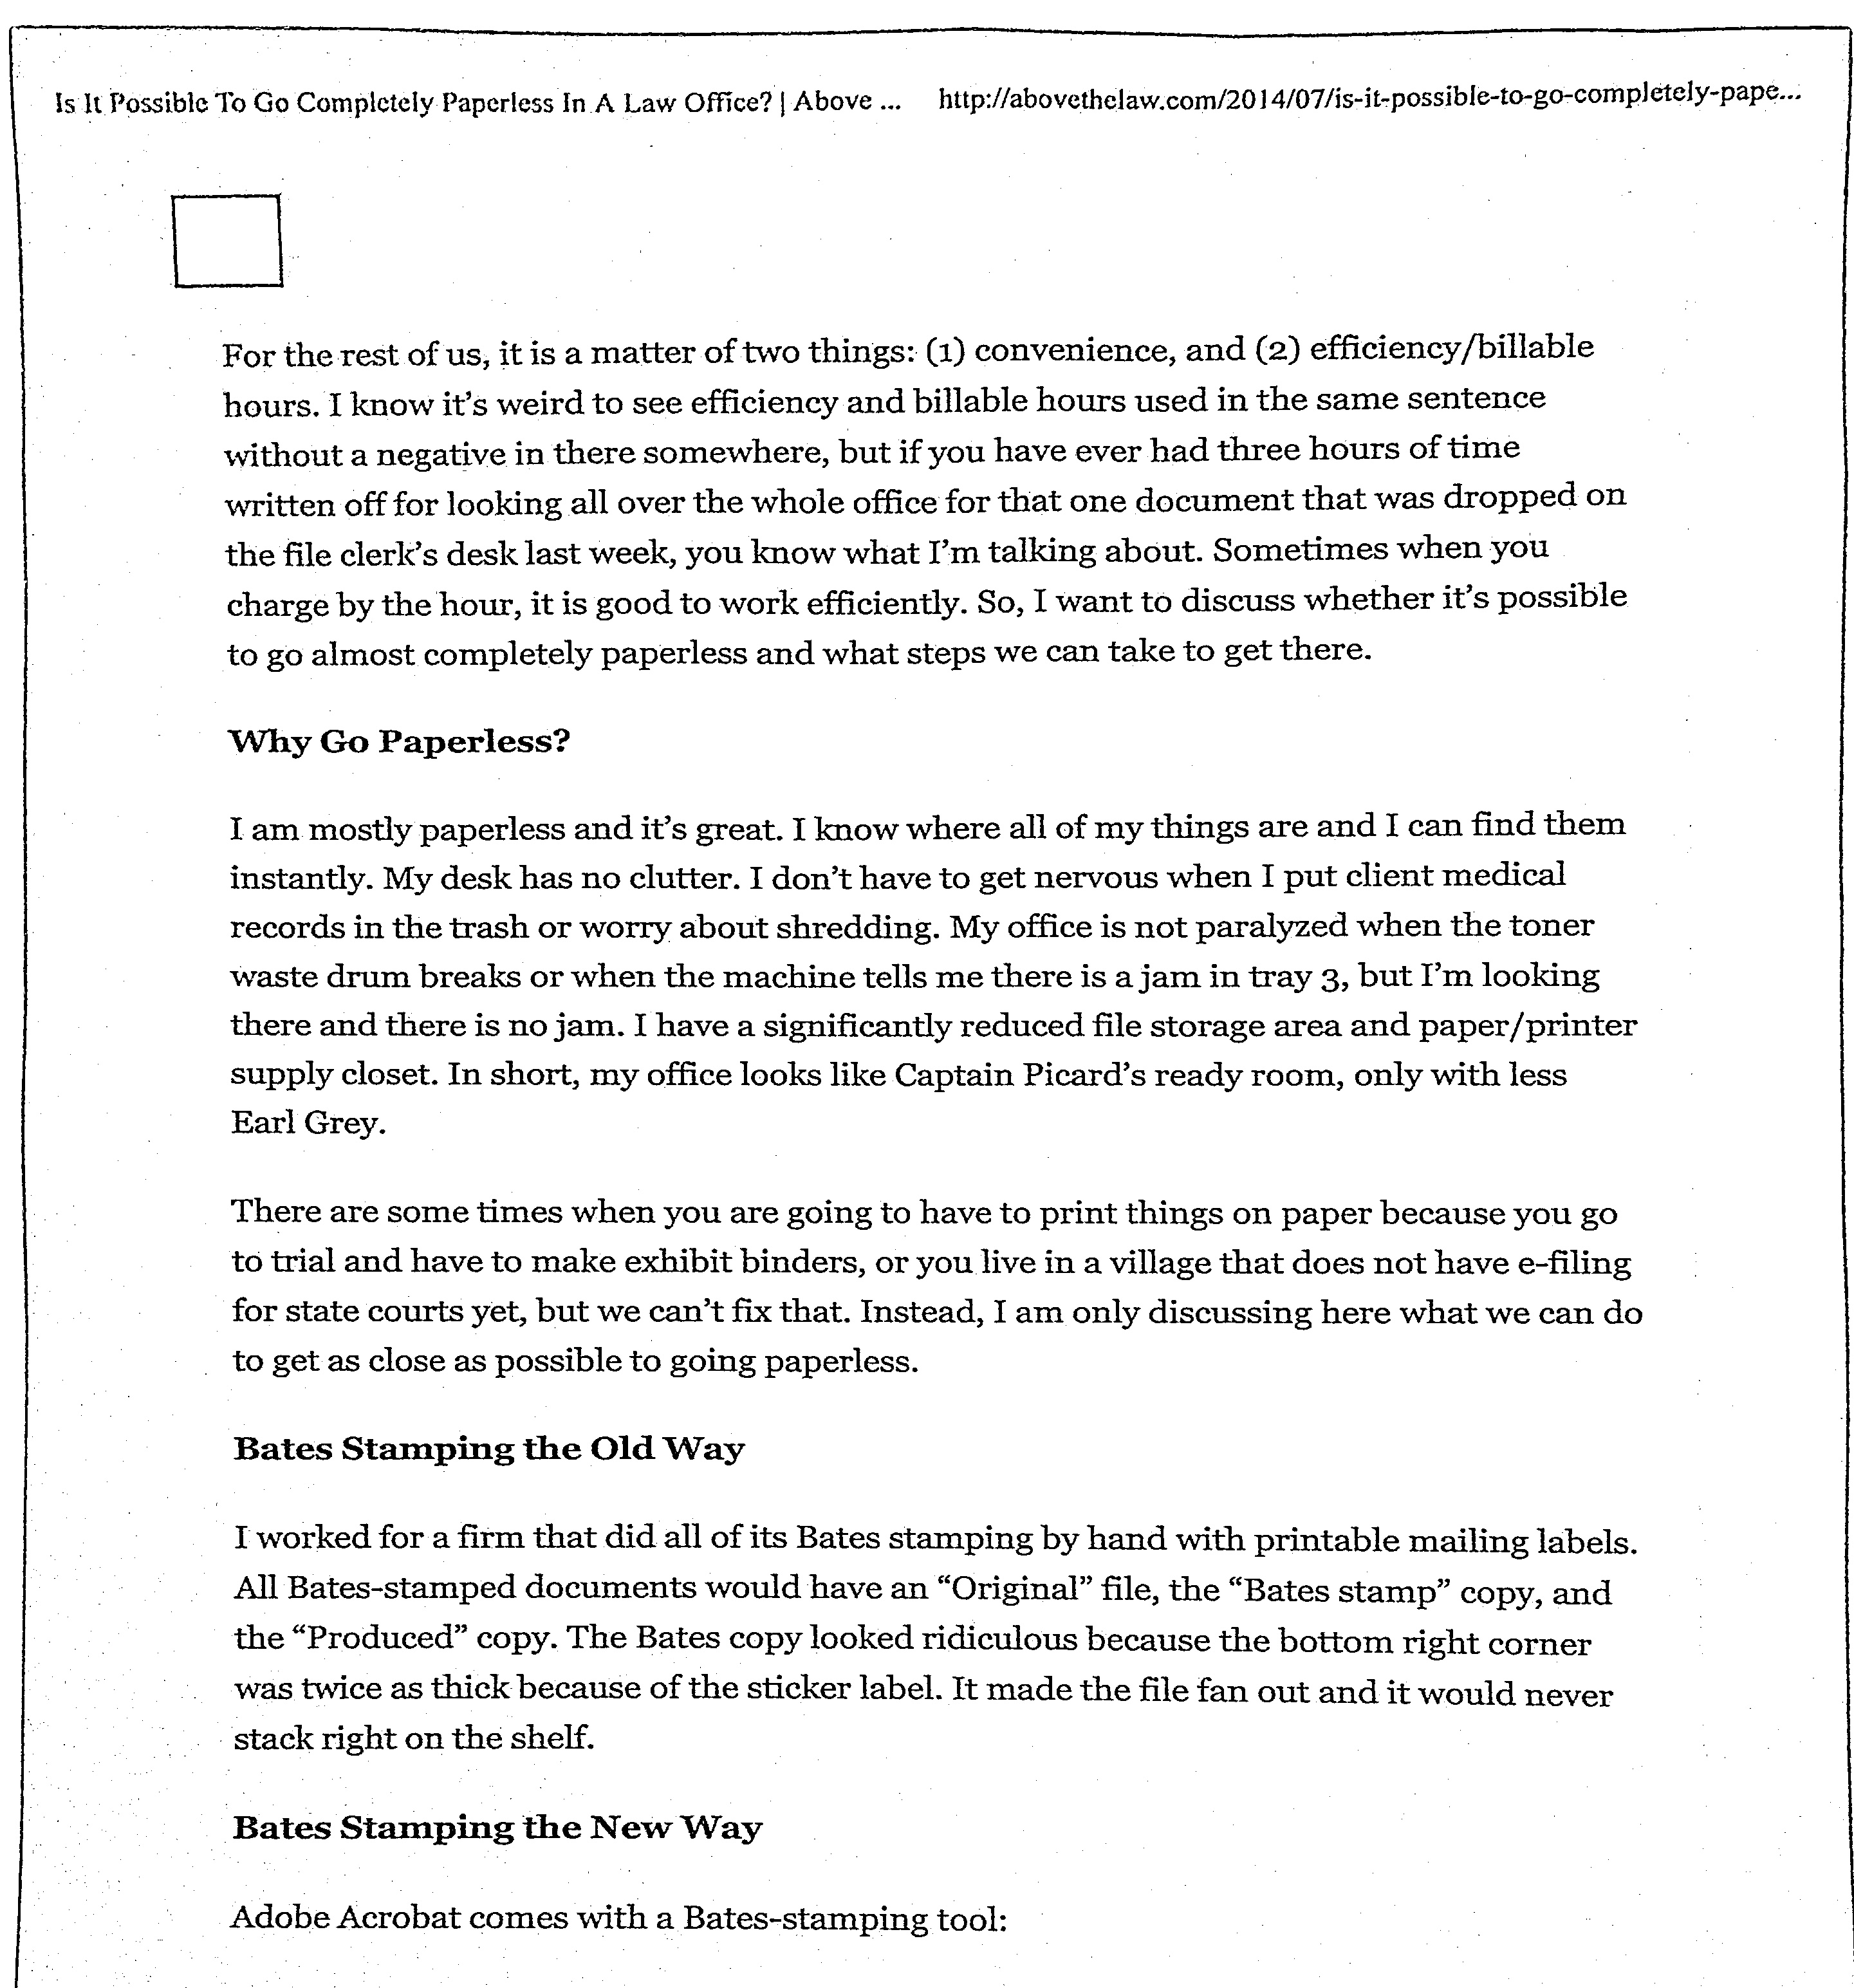 Is It Possible To Go Completely Paperless In A Law Office? | Above ... http://abovethelaw.com/2014/07/is-it-possible-to-go-completely-pape...
For the rest of us, it is a matter of two things: (1) convenience, and (2) efficiency/billable
hours. I know it's weird to see efficiency and billable hours used in the same sentence
without a negative in there somewhere, but if you have ever had three hours of time
written off for looking all over the whole office for that one document that was dropped on
the file clerk's desk last week, you know what I'm talking about. Sometimes when you
charge by the hour, it is good to work efficiently. So, I want to discuss whether it's possible
to go almost completely paperless and what steps we can take to get there.
Why Go Paperless?
I am mostly paperless and it's great. I know where all of my things are and I can find them
instantly. My desk has no clutter. I don't have to get nervous when I put client medical
records in the trash or worry about shredding. My office is not paralyzed when the toner
waste drum breaks or when the machine tells me there is a jam in tray 3, but I'm looking
there and there is no jam. I have a significantly reduced file storage area and paper/printer
supply closet. In short, my office looks like Captain Picard's ready room, only with less
Earl Grey.
There are some times when you are going to have to print things on paper because you go
to trial and have to make exhibit binders, or you live in a village that does not have e-filing
for state courts yet, but we can't fix that. Instead, I am only discussing here what we can do
to get as close as possible to going paperless.
Bates Stamping the Old Way
I worked for a firm that did all of its Bates stamping by hand with printable mailing labels.
All Bates-stamped documents would have an “Original” file, the “Bates stamp” copy, and
the “Produced” copy. The Bates copy looked ridiculous because the bottom right corner
was twice as thick because of the sticker label. It made the file fan out and it would never
stack right on the shelf.
Bates Stamping the New Way
Adobe Acrobat comes with a Bates-stamping tool: